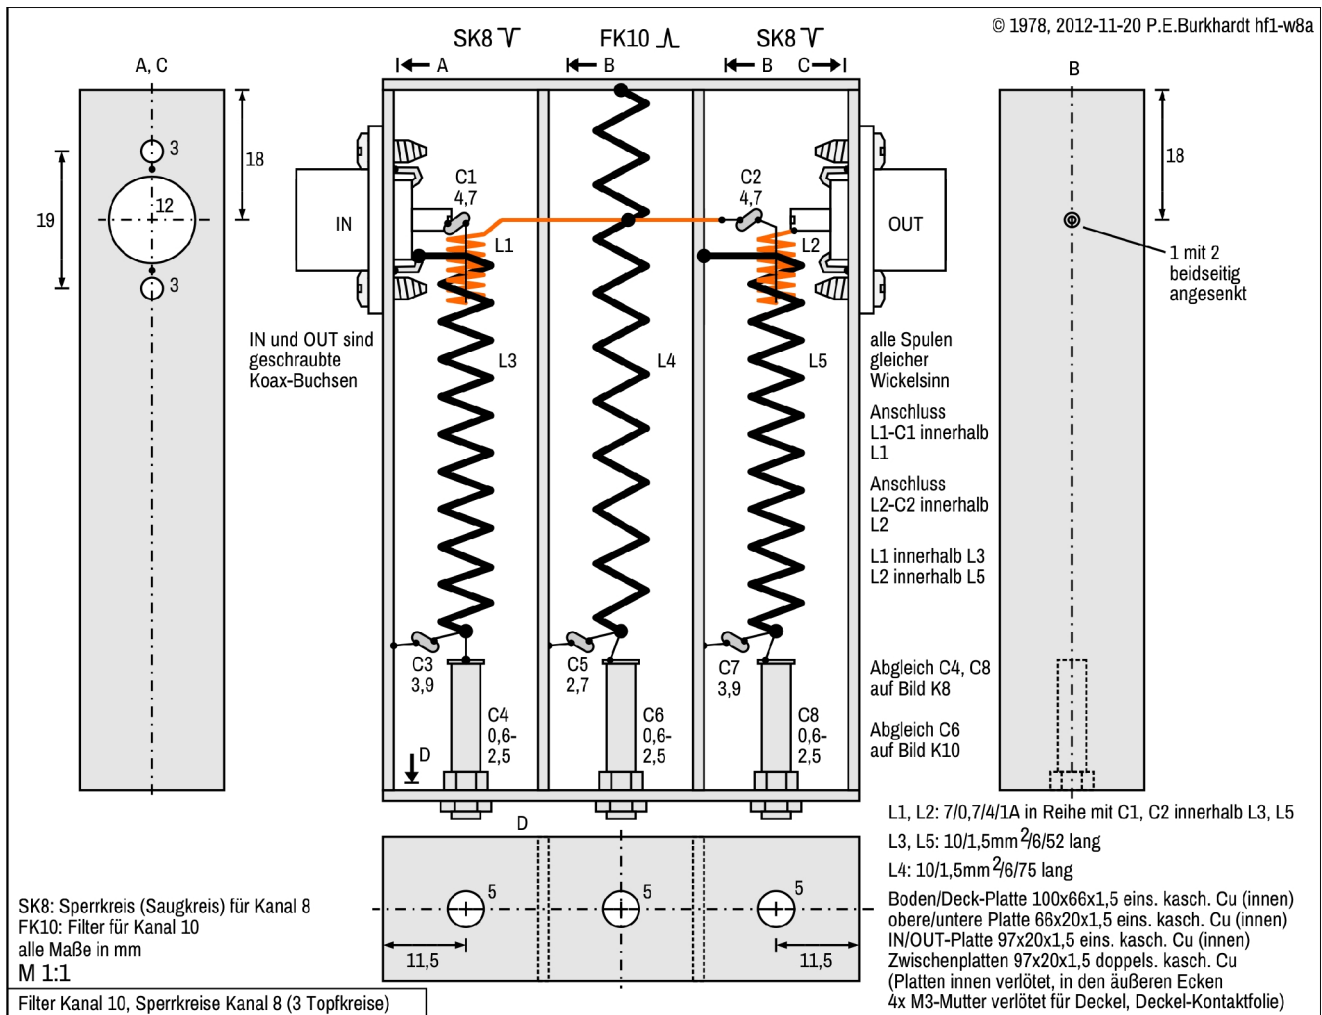 © 1978, 2012-11-20 P.E.Burkhardt hf1-w8a
SK8
FK10
SK8
A, C
A
B
B
C
B
3
18
19
12
3
IN
C1
4,7
L1
C2
4,7
L2
OUT
18
1 mit 2
beidseitig
angesenkt
IN und OUT sind
geschraubte
Koax-Buchsen
L3
L4
L5
alle Spulen
gleicher
Wickelsinn
Anschluss
L1-C1 innerhalb
L1
Anschluss
L2-C2 innerhalb
L2
L1 innerhalb L3
L2 innerhalb L5
C3
3,9
C5
2,7
C7
3,9
C4
0,6-
2,5
C6
0,6-
2,5
C8
0,6-
2,5
Abgleich C4, C8
auf Bild K8
Abgleich C6
auf Bild K10
D
D
5
5
5
11,5
11,5
L1, L2: 7/0,7/4/1A in Reihe mit C1, C2 innerhalb L3, L5
L3, L5: 10/1,5mm²/6/52 lang
L4: 10/1,5mm²/6/75 lang
Boden/Deck-Platte 100x66x1,5 eins. kasch. Cu (innen)
obere/untere Platte 66x20x1,5 eins. kasch. Cu (innen)
IN/OUT-Platte 97x20x1,5 eins. kasch. Cu (innen)
Zwischenplatten 97x20x1,5 doppels. kasch. Cu
(Platten innen verlötet, in den äußeren Ecken
4x M3-Mutter verlötet für Deckel, Deckel-Kontaktfolie)
SK8: Sperrkreis (Saugkreis) für Kanal 8
FK10: Filter für Kanal 10
alle Maße in mm
M 1:1
Filter Kanal 10, Sperrkreise Kanal 8 (3 Topfkreise)